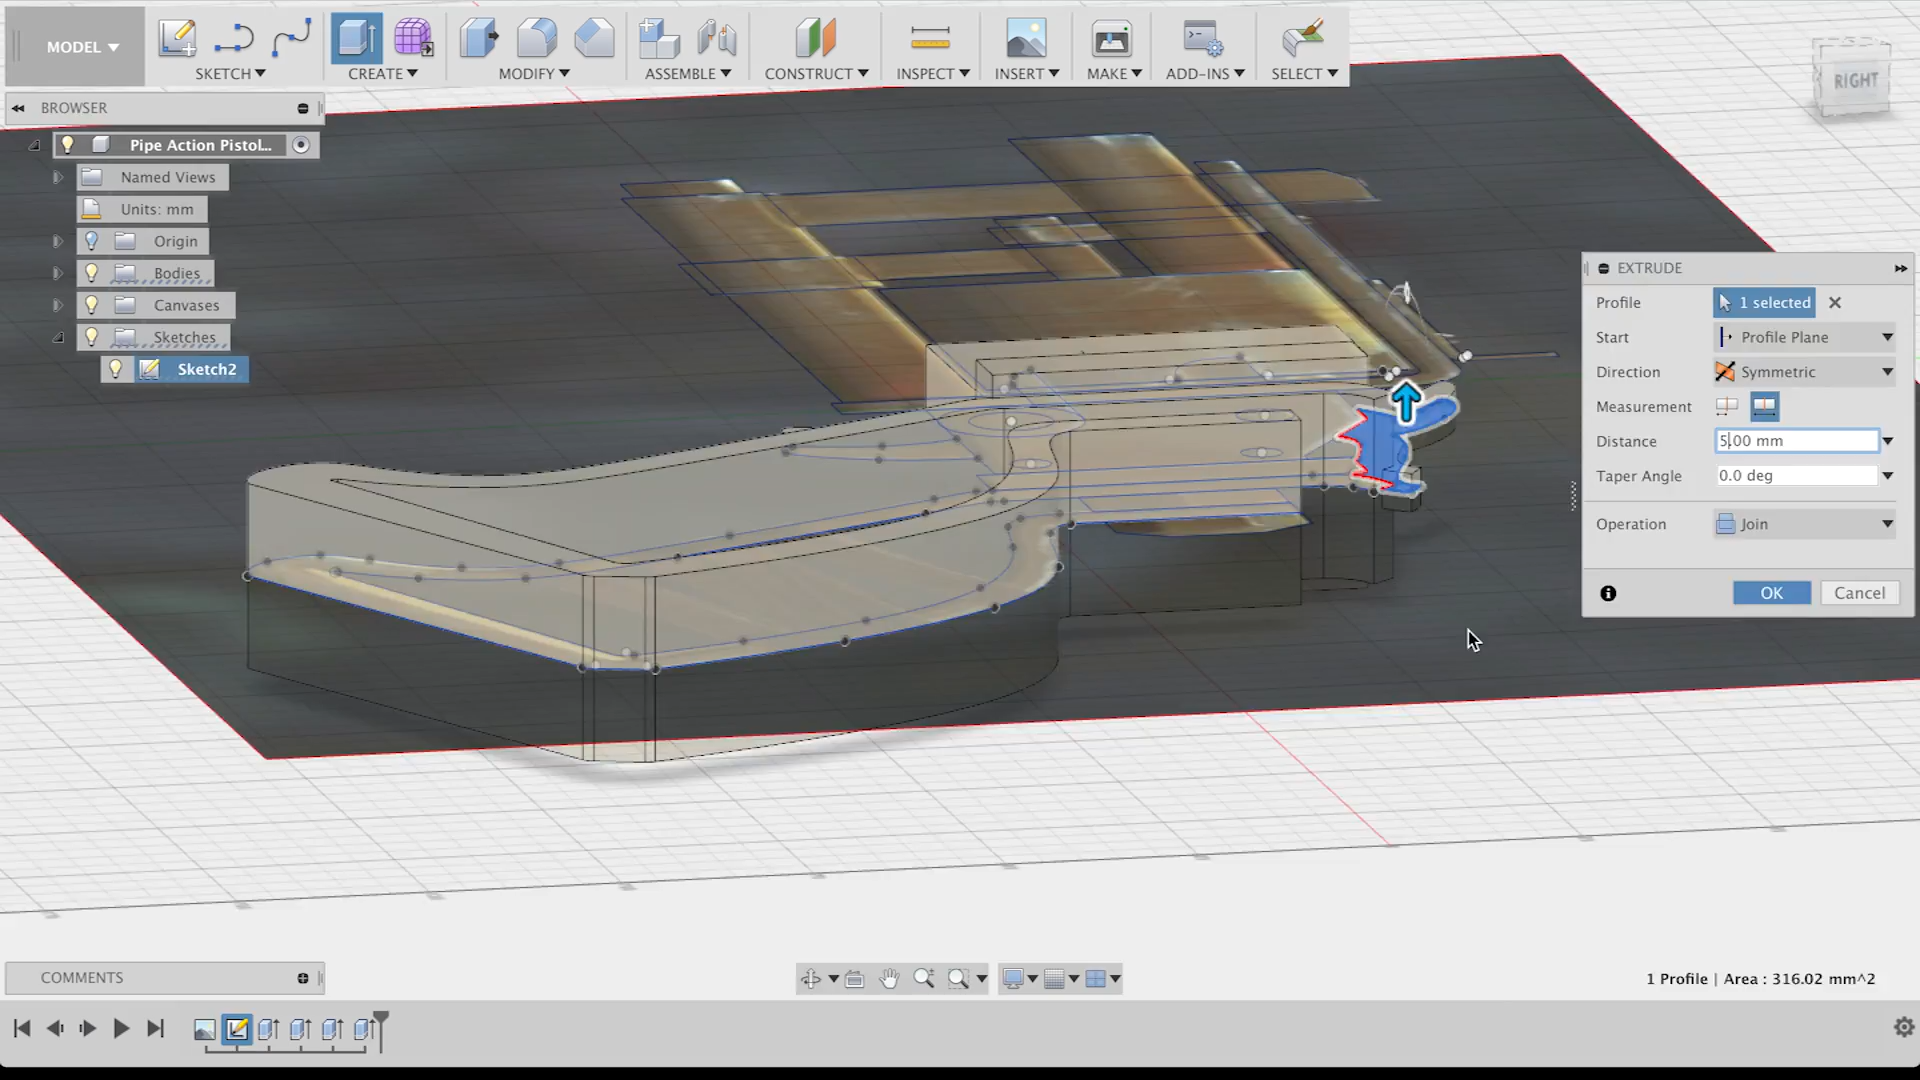 MODEL
SKETCH
CREATE
MODIFY
ASSEMBLE
CONSTRUCT
INSPECT
INSERT
MAKE
ADD-INS
SELECT
RIGHT
BROWSER
Pipe Action Pistol...
Named Views
Units: mm
Origin
Bodies
Canvases
Sketches
Sketch2
EXTRUDE
Profile 1 selected
Start Profile Plane
Direction Symmetric
Measurement
Distance 5.00 mm
Taper Angle 0.0 deg
Operation Join
OK Cancel
COMMENTS
1 Profile | Area : 316.02 mm^2